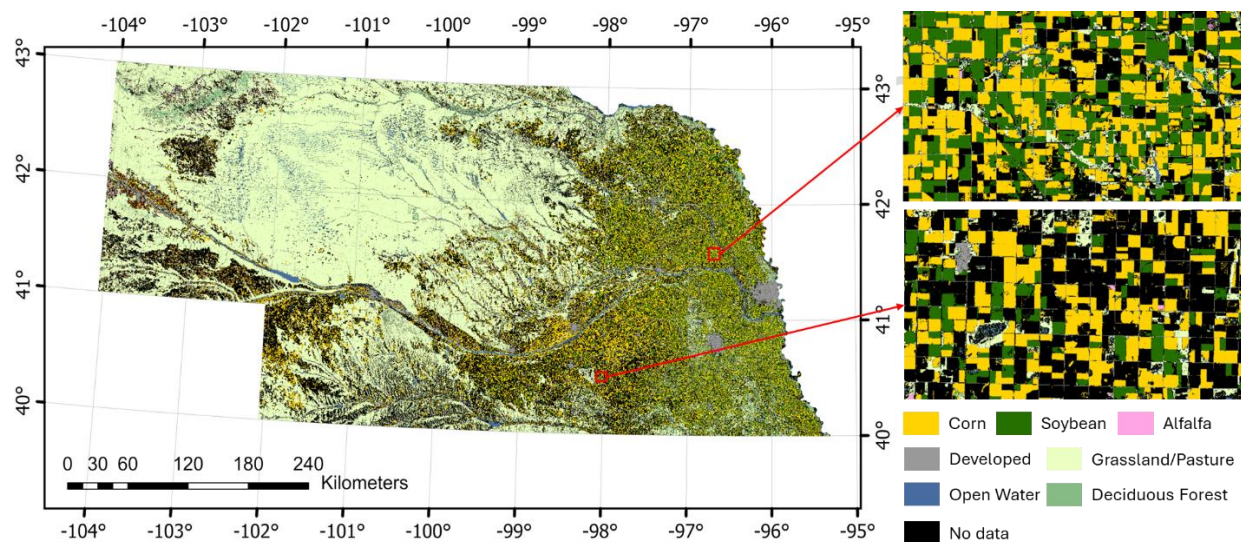 -104° -103° -102° -101° -100° -99° -98° -97° -96° -95°
43° 43°
42° 42°
41° 41°
40° 40°
0 30 60 120 180 240
Kilometers
-104° -103° -102° -101° -100° -99° -98° -97° -96° -95°
Corn Soybean Alfalfa
Developed Grassland/Pasture
Open Water Deciduous Forest
No data